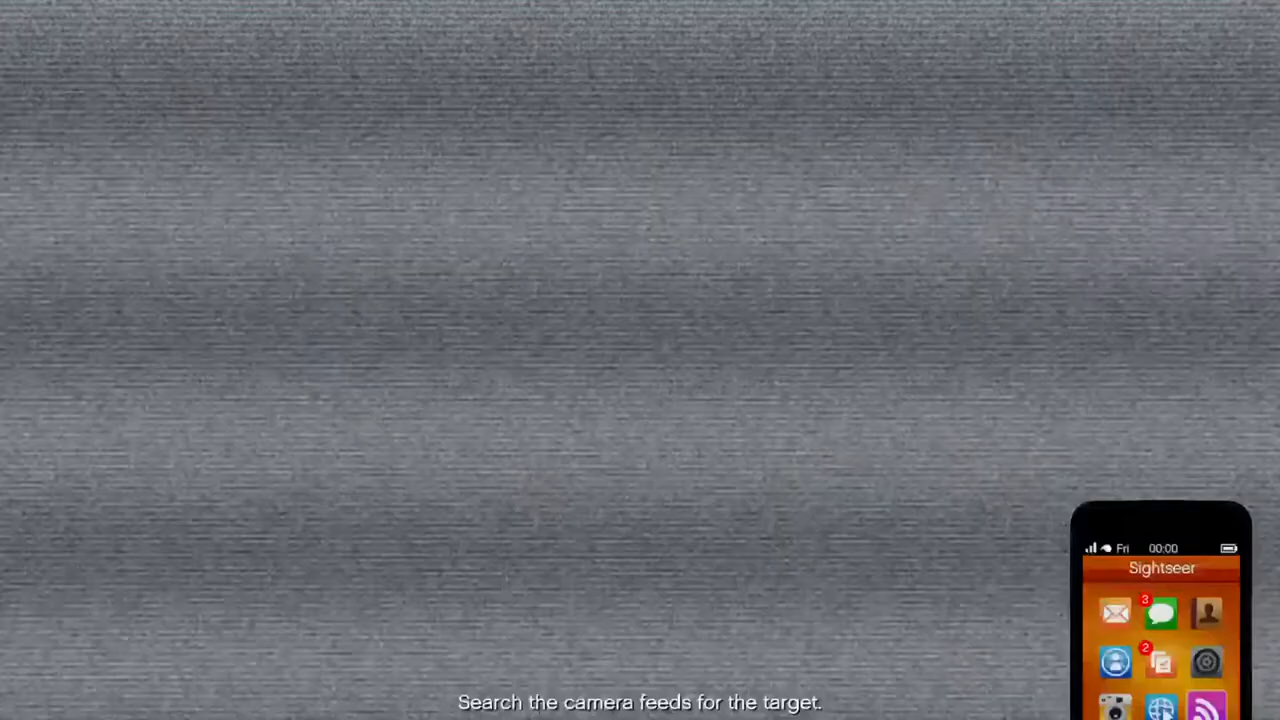 Fri 00:00
Sightseer
3
2
Search the camera feeds for the target.